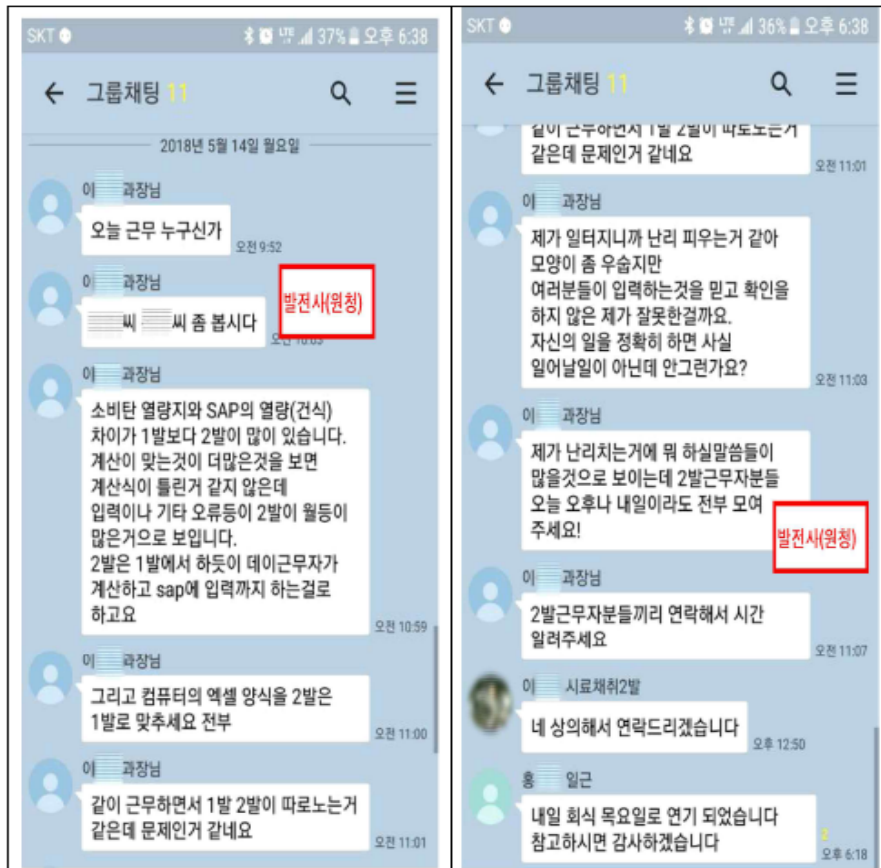 SKT
LTE 37% 오후 6:38
그룹채팅 11
2018년 5월 14일 월요일
이 과장님
오늘 근무 누구신가
오전 9:52
이 과장님
씨 씨 좀 봅시다
발전사(원청)
오전 10:03
이 과장님
소비탄 열량지와 SAP의 열량(건식)
차이가 1발보다 2발이 많이 있습니다.
계산이 맞는것이 더많은것을 보면
계산식이 틀린거 같지 않은데
입력이나 기타 오류등이 2발이 월등이
많은거으로 보입니다.
2발은 1발에서 하듯이 데이근무자가
계산하고 sap에 입력까지 하는걸로
하고요
오전 10:59
이 과장님
그리고 컴퓨터의 엑셀 양식을 2발은
1발로 맞추세요 전부
오전 11:00
이 과장님
같이 근무하면서 1발 2발이 따로노는거
같은데 문제인거 같네요
오전 11:01
SKT
LTE 36% 오후 6:38
그룹채팅 11
같이 근무하면서 1발 2발이 따로노는거
같은데 문제인거 같네요
오전 11:01
이 과장님
제가 일터지니까 난리 피우는거 같아
모양이 좀 우습지만
여러분들이 입력하는것을 믿고 확인을
하지 않은 제가 잘못한걸까요.
자신의 일을 정확히 하면 사실
일어날일이 아닌데 안그런가요?
오전 11:03
이 과장님
제가 난리치는거에 뭐 하실말씀들이
많을것으로 보이는데 2발근무자분들
오늘 오후나 내일이라도 전부 모여
주세요!
발전사(원청)
이 과장님
2발근무자분들끼리 연락해서 시간
알려주세요
오전 11:07
이 시료채취2발
네 상의해서 연락드리겠습니다
오후 12:50
홍 일근
내일 회식 목요일로 연기 되었습니다
참고하시면 감사하겠습니다
2
오후 6:18